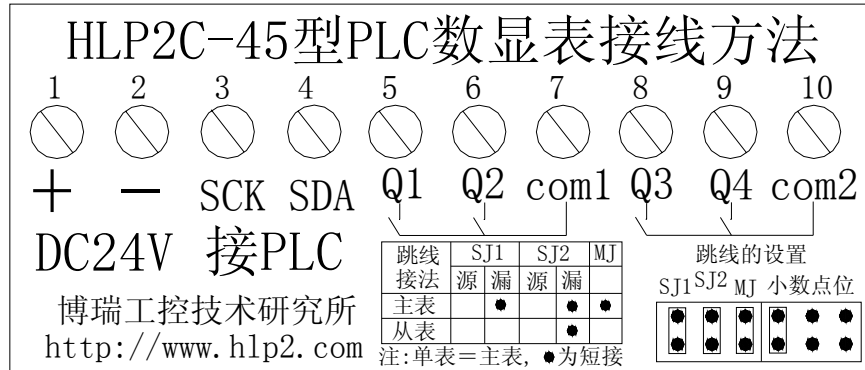 HLP2C-45型PLC数显表接线方法
1 2 3 4 5 6 7 8 9 10
+ - SCK SDA Q1 Q2 com1 Q3 Q4 com2
DC24V 接PLC
跳线 SJ1 SJ2 MJ
接法 源 漏 源 漏
主表 ● ● ●
从表 ●
注:单表=主表, ●为短接
跳线的设置
SJ1 SJ2 MJ 小数点位
博瑞工控技术研究所
http://www.hlp2.com